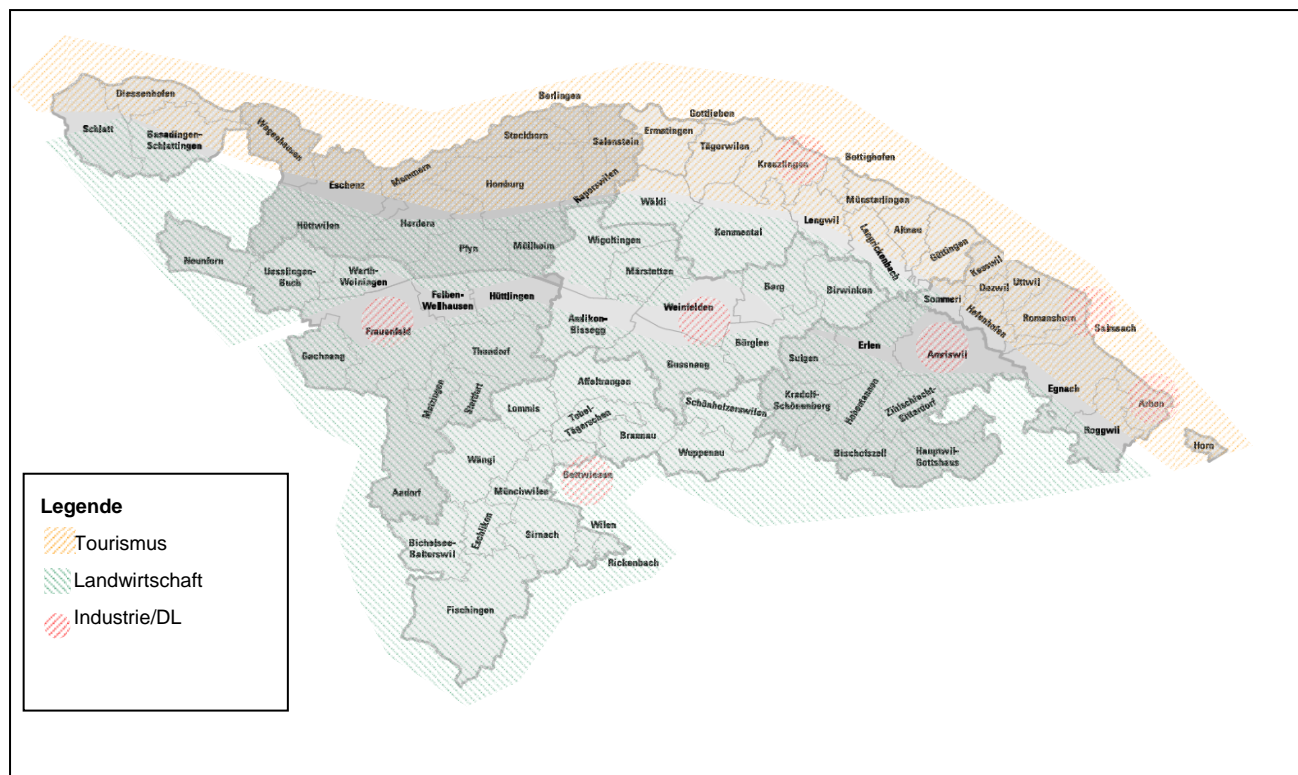 Berlingen
Diessenhofen
Gottlieben
Schlatt
Basadingen-
Schlattingen
Wagenhausen
Steckborn
Salenstein
Ermatingen
Tägerwilen
Kreuzlingen
Bottighofen
Eschenz
Mammern
Homburg
Raperswilen
Wäldi
Münsterlingen
Lengwil
Altnau
Langrickenbach
Güttingen
Kesswil
Hüttwilen
Herdern
Pfyn
Müllheim
Wigoltingen
Kemmental
Neunforn
Uesslingen-
Buch
Warth-
Weiningen
Märstetten
Berg
Birwinken
Dozwil
Uttwil
Sommeri
Hefenhofen
Romanshorn
Salmsach
Felben-
Wellhausen
Hüttlingen
Weinfelden
Frauenfeld
Amlikon-
Bissegg
Bürglen
Erlen
Amriswil
Gachnang
Thundorf
Bussnang
Sulgen
Egnach
Matzingen
Stettfurt
Affeltrangen
Lommis
Tobel-
Tägerschen
Schönholzerswilen
Kradolf-
Schönenberg
Hohentannen
Zihlschlacht-
Sitterdorf
Arbon
Roggwil
Horn
Braunau
Wuppenau
Bischofszell
Hauptwil-
Gottshaus
Wängi
Bettwiesen
Aadorf
Münchwilen
Bichelsee-
Balterswil
Eschlikon
Sirnach
Wilen
Rickenbach
Fischingen
Legende
Tourismus
Landwirtschaft
Industrie/DL